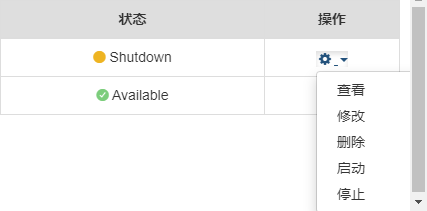 状态 操作
Shutdown
Available
查看
修改
删除
启动
停止